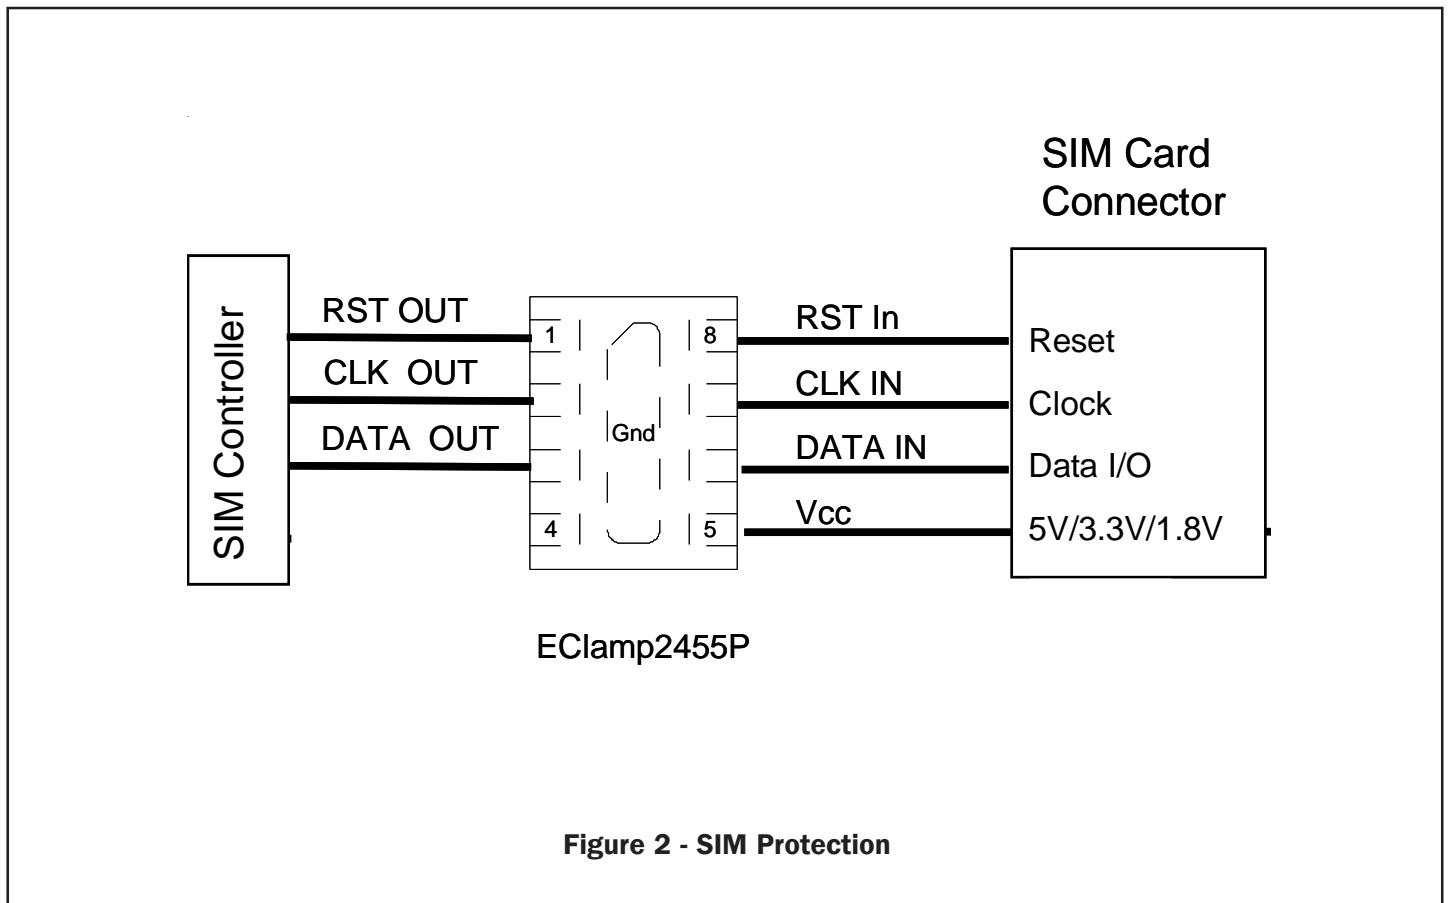 SIM Card
Connector
SIM Controller
RST OUT
CLK OUT
DATA OUT
1
8
4
5
Gnd
RST In
CLK IN
DATA IN
Vcc
Reset
Clock
Data I/O
5V/3.3V/1.8V
EClamp2455P
Figure 2 - SIM Protection